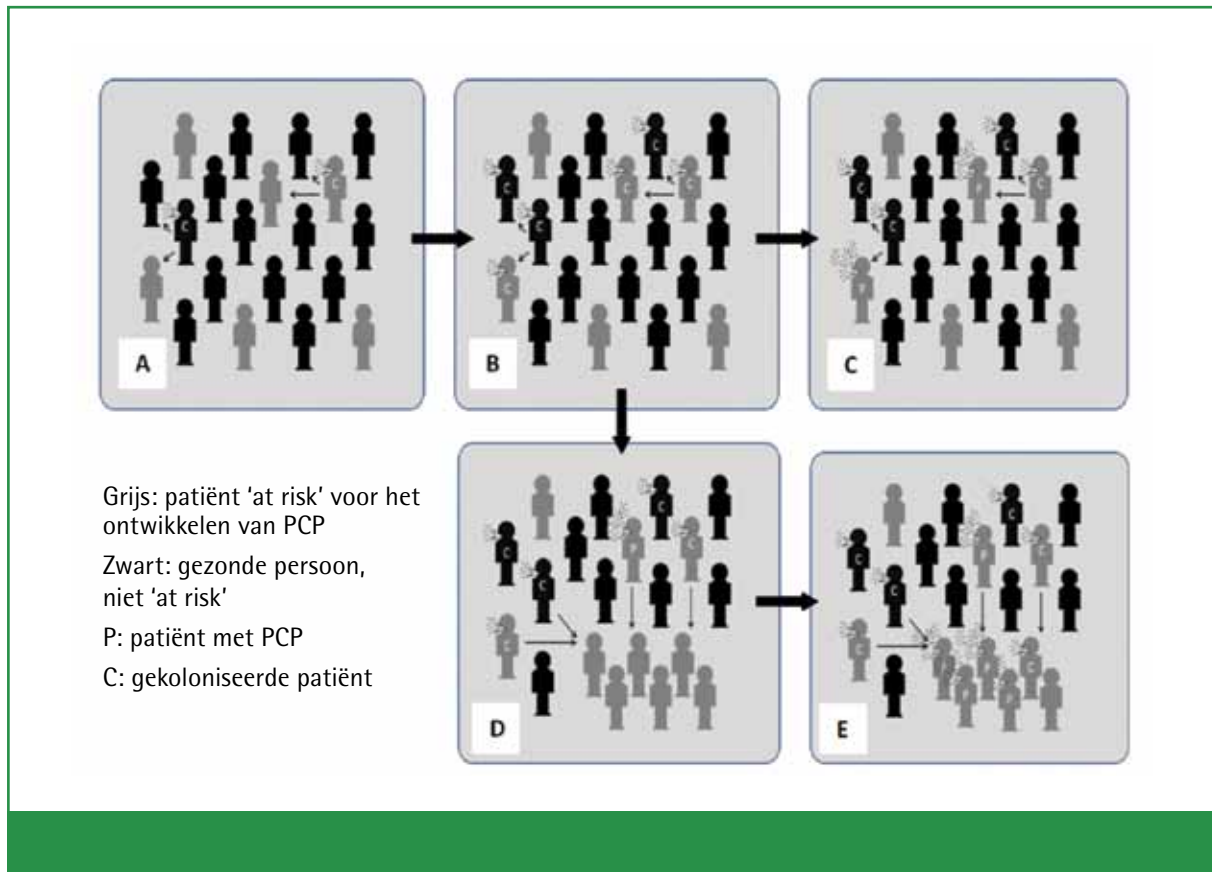 C
C
A
C
C
C
C
C
C
B
C
C
P
C
C
P
C
C
C
P
C
C
C
D
C
C
P
C
C
C
P
P
C
P
P
E
Grijs: patiënt ‘at risk’ voor het
ontwikkelen van PCP
Zwart: gezonde persoon,
niet ‘at risk’
P: patiënt met PCP
C: gekoloniseerde patiënt